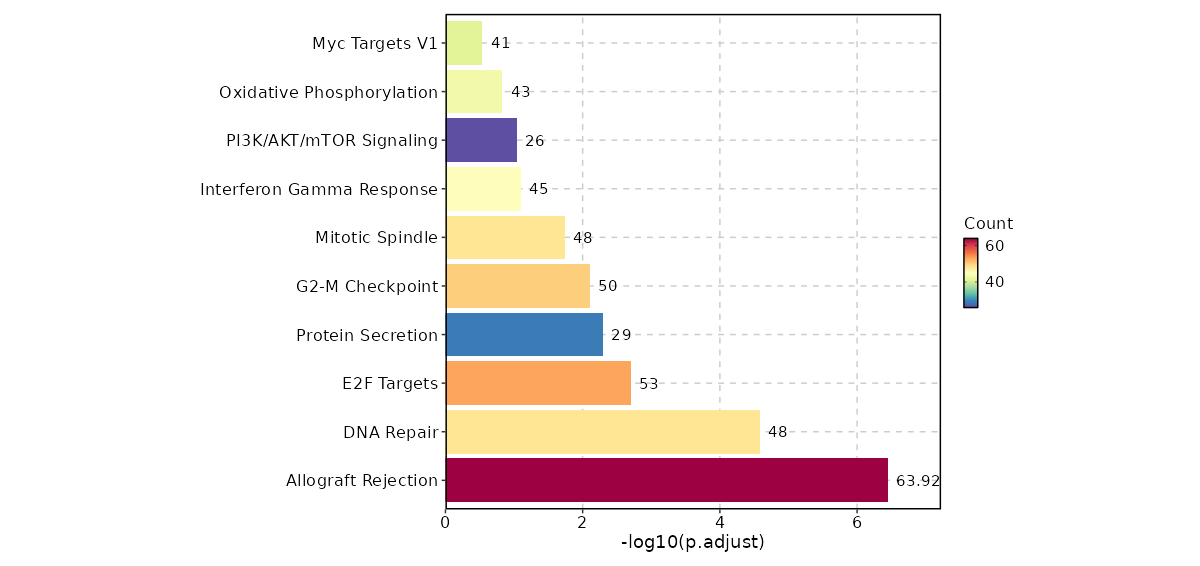 Myc Targets V1
41
Oxidative Phosphorylation
43
PI3K/AKT/mTOR Signaling
26
Interferon Gamma Response
45
Mitotic Spindle
48
G2-M Checkpoint
50
Protein Secretion
29
E2F Targets
53
DNA Repair
48
Allograft Rejection
63.92
0 2 4 6
-log10(p.adjust)
Count
60
40